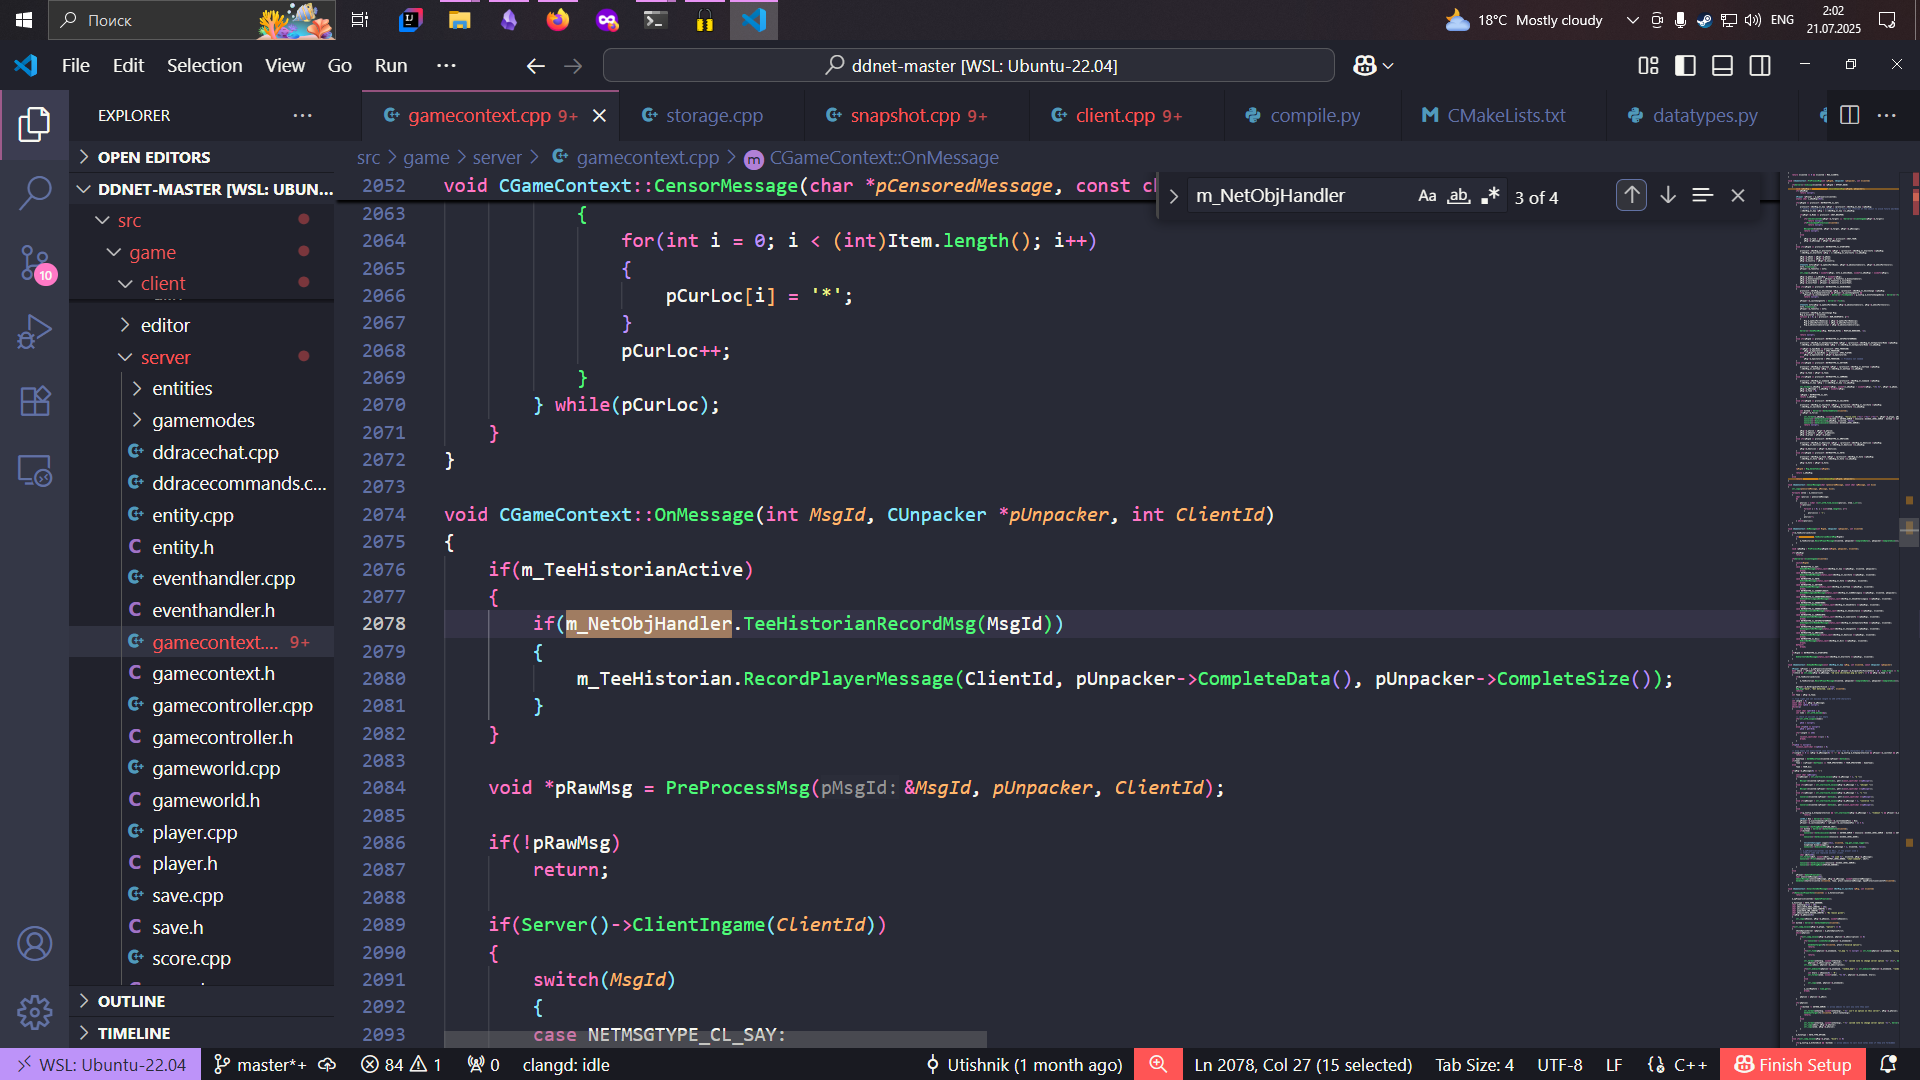 Поиск
18°C Mostly cloudy
ENG
2:02
21.07.2025
File Edit Selection View Go Run ···
ddnet-master [WSL: Ubuntu-22.04]
EXPLORER
gamecontext.cpp 9+
storage.cpp
snapshot.cpp 9+
client.cpp 9+
compile.py
CMakeLists.txt
datatypes.py
src > game > server > gamecontext.cpp > CGameContext::OnMessage
m_NetObjHandler
Aa ab .*
3 of 4
OPEN EDITORS
DDNET-MASTER [WSL: UBUN...
src
game
client
editor
server
entities
gamemodes
ddracechat.cpp
ddracecommands.c...
entity.cpp
entity.h
eventhandler.cpp
eventhandler.h
gamecontext.... 9+
gamecontext.h
gamecontroller.cpp
gamecontroller.h
gameworld.cpp
gameworld.h
player.cpp
player.h
save.cpp
save.h
score.cpp
OUTLINE
TIMELINE
10
2052 void CGameContext::CensorMessage(char *pCensoredMessage, const
2063 {
2064 for(int i = 0; i < (int)Item.length(); i++)
2065 {
2066 pCurLoc[i] = '*';
2067 }
2068 pCurLoc++;
2069 }
2070 } while(pCurLoc);
2071 }
2072 }
2073
2074 void CGameContext::OnMessage(int MsgId, CUnpacker *pUnpacker, int ClientId)
2075 {
2076 if(m_TeeHistorianActive)
2077 {
2078 if(m_NetObjHandler.TeeHistorianRecordMsg(MsgId))
2079 {
2080 m_TeeHistorian.RecordPlayerMessage(ClientId, pUnpacker->CompleteData(), pUnpacker->CompleteSize());
2081 }
2082 }
2083
2084 void *pRawMsg = PreProcessMsg(pMsgId: &MsgId, pUnpacker, ClientId);
2085
2086 if(!pRawMsg)
2087 return;
2088
2089 if(Server()->ClientIngame(ClientId))
2090 {
2091 switch(MsgId)
2092 {
2093 case NETMSGTYPE_CL_SAY:
WSL: Ubuntu-22.04 master*+ 84 1 0 clangd: idle Utishnik (1 month ago) Ln 2078, Col 27 (15 selected) Tab Size: 4 UTF-8 LF {} C++ Finish Setup